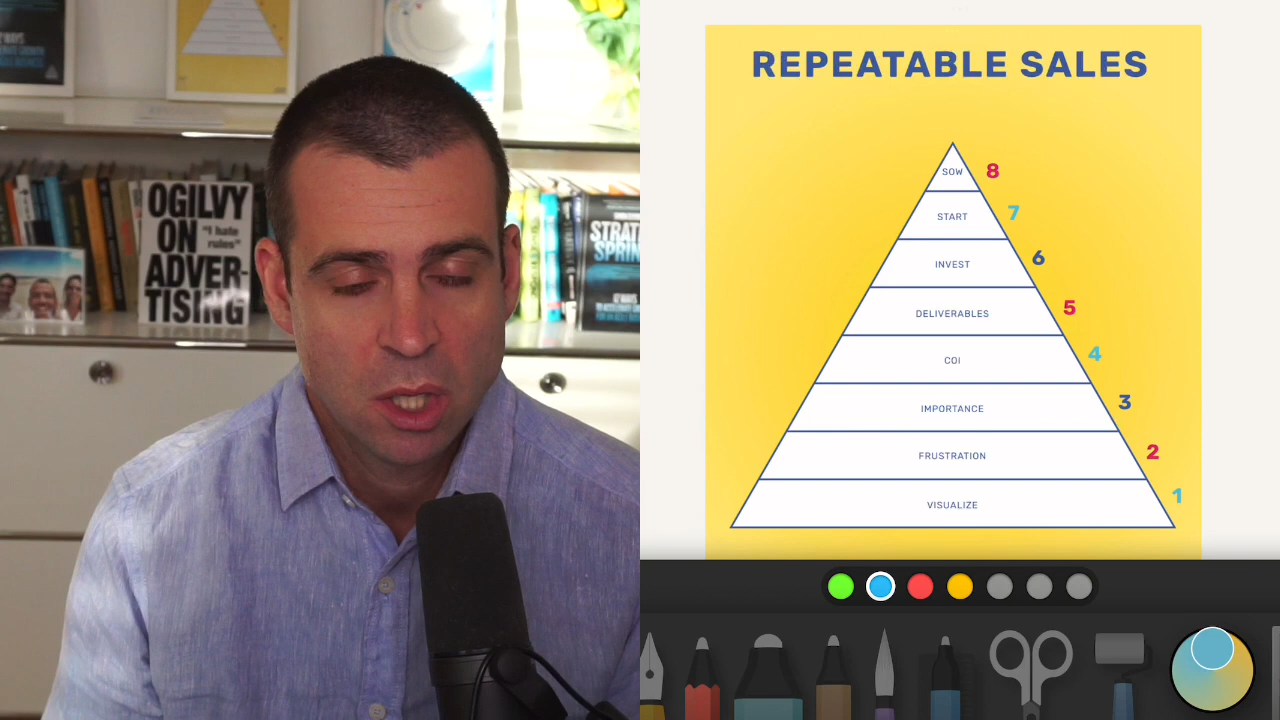 OGILVY
ON "I hate
rules"
ADVER-
TISING
STRAT
SPRIN
REPEATABLE SALES
SOW 8
START 7
INVEST 6
DELIVERABLES 5
COi 4
IMPORTANCE 3
FRUSTRATION 2
VISUALIZE 1